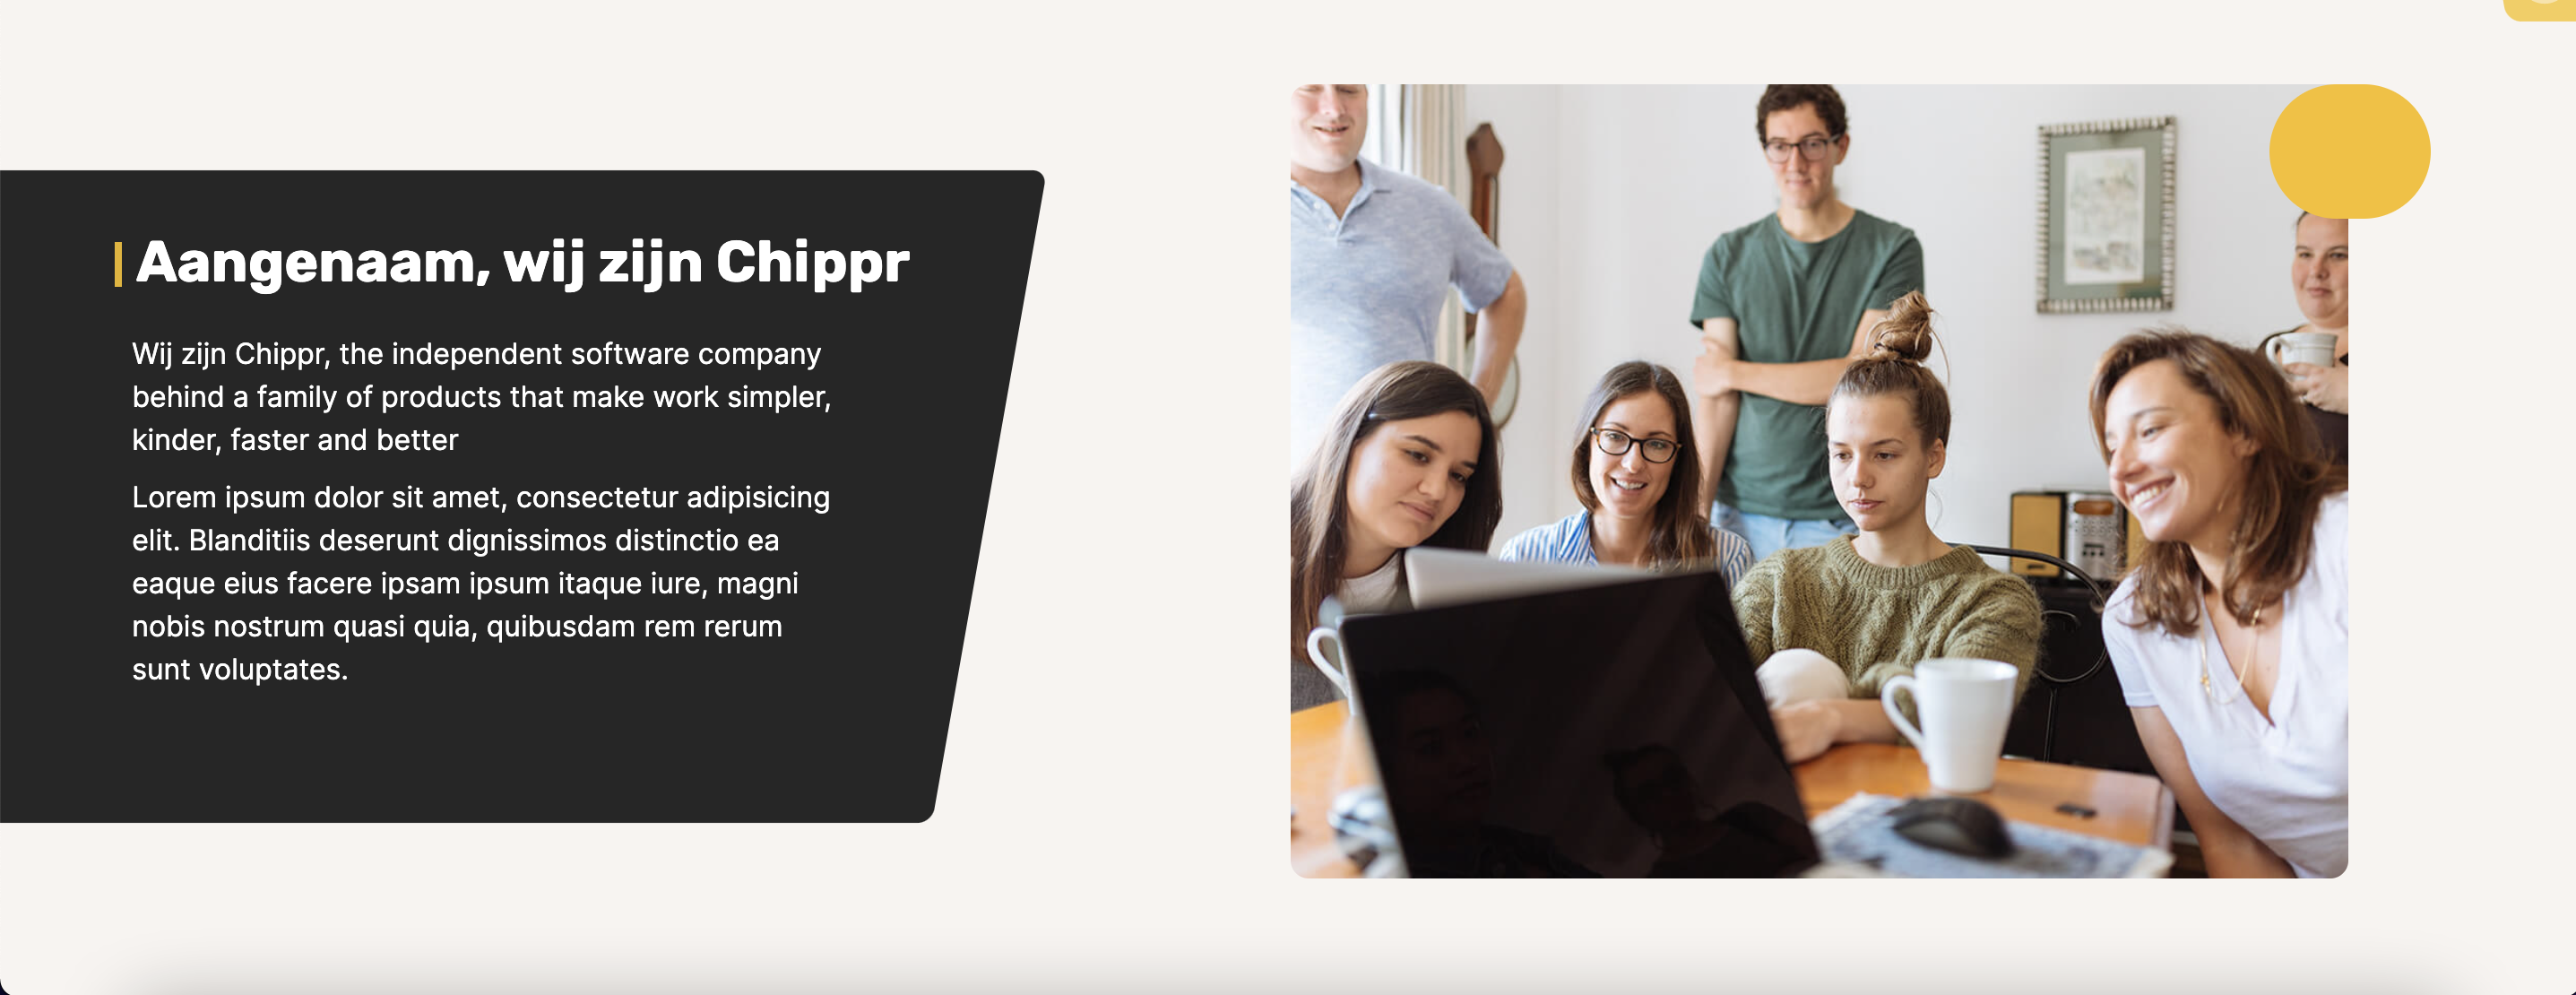 Aangenaam, wij zijn Chippr
Wij zijn Chippr, the independent software company
behind a family of products that make work simpler,
kinder, faster and better
Lorem ipsum dolor sit amet, consectetur adipisicing
elit. Blanditiis deserunt dignissimos distinctio ea
eaque eius facere ipsam ipsum itaque iure, magni
nobis nostrum quasi quia, quibusdam rem rerum
sunt voluptates.